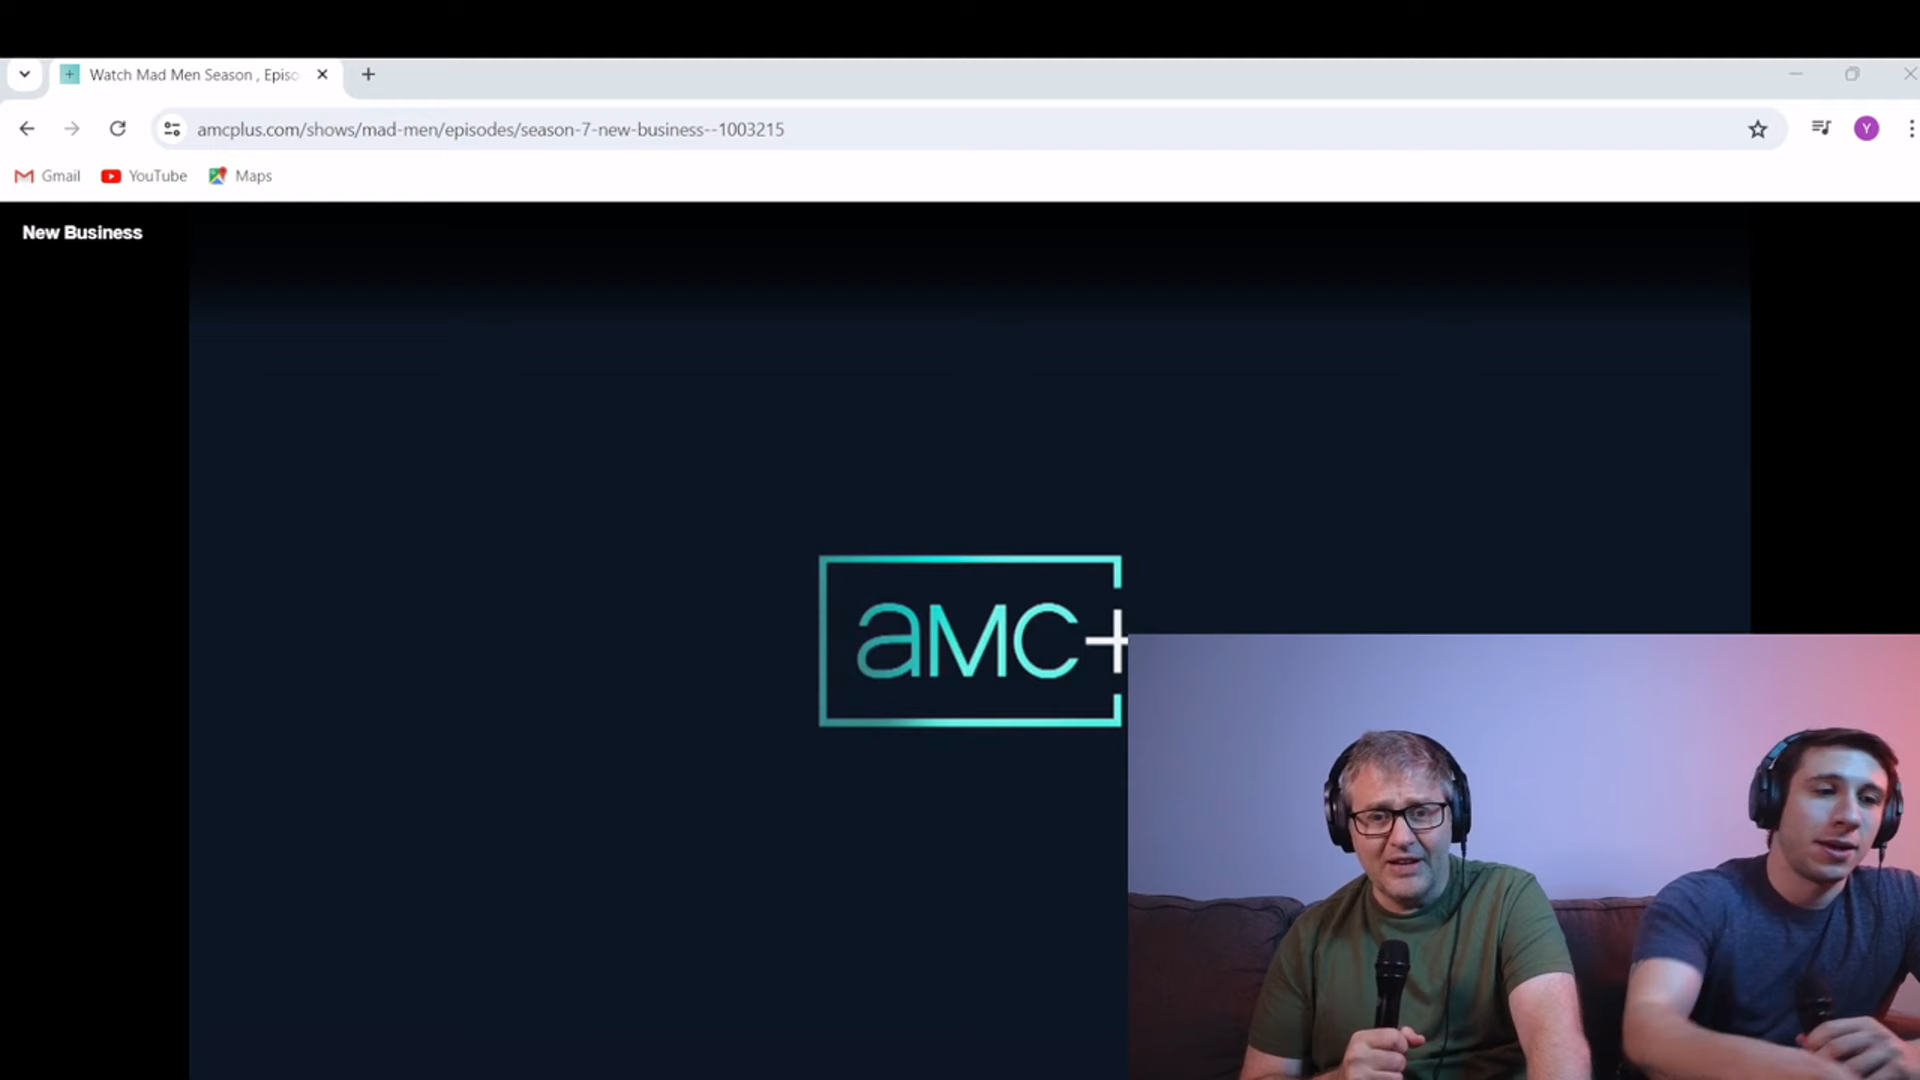 Watch Mad Men Season , Episo
amcplus.com/shows/mad-men/episodes/season-7-new-business--1003215
Y
Gmail
YouTube
Maps
New Business
aMC+